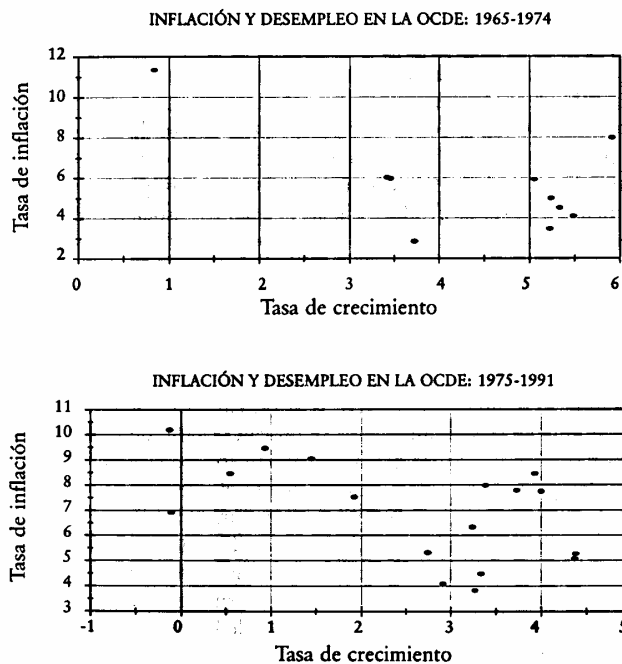 INFLACIÓN Y DESEMPLEO EN LA OCDE: 1965-1974
Tasa de inflación
12
10
8
6
4
2
0 1 2 3 4 5 6
Tasa de crecimiento
INFLACIÓN Y DESEMPLEO EN LA OCDE: 1975-1991
Tasa de inflación
11
10
9
8
7
6
5
4
3
-1 0 1 2 3 4 5
Tasa de crecimiento